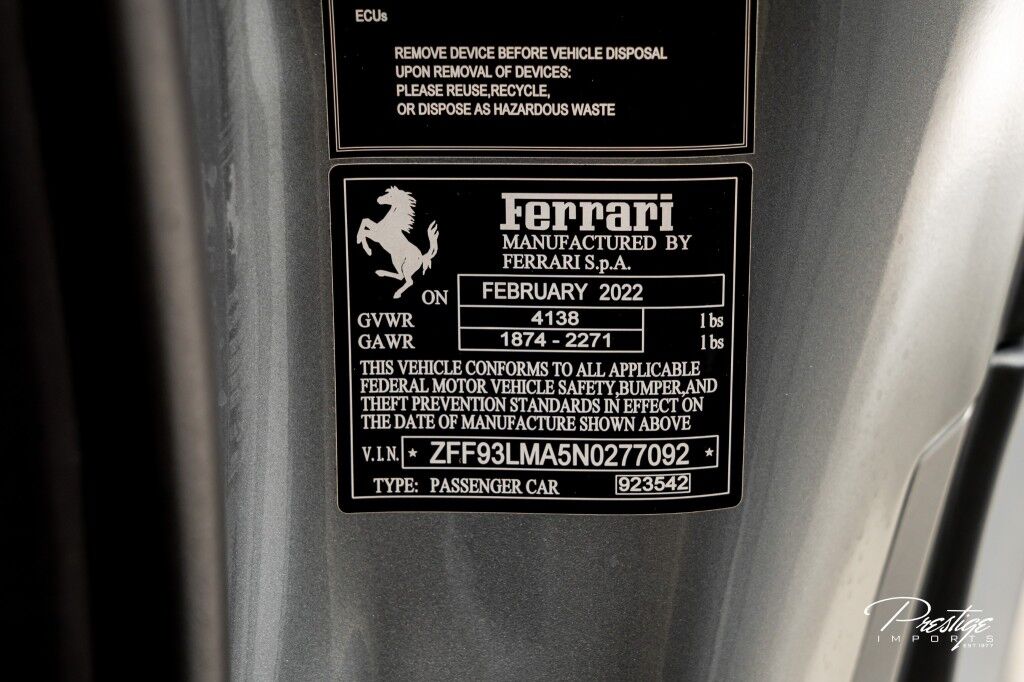 ECUs
REMOVE DEVICE BEFORE VEHICLE DISPOSAL
UPON REMOVAL OF DEVICES:
PLEASE REUSE,RECYCLE,
OR DISPOSE AS HAZARDOUS WASTE
Ferrari
MANUFACTURED BY
FERRARI S.p.A.
ON FEBRUARY 2022
GVWR 4138 lbs
GAWR 1874 - 2271 lbs
THIS VEHICLE CONFORMS TO ALL APPLICABLE
FEDERAL MOTOR VEHICLE SAFETY,BUMPER,AND
THEFT PREVENTION STANDARDS IN EFFECT ON
THE DATE OF MANUFACTURE SHOWN ABOVE
V.I.N. * ZFF93LMA5N0277092 *
TYPE: PASSENGER CAR 923542
Prestige
IMPORTS
EST 1977